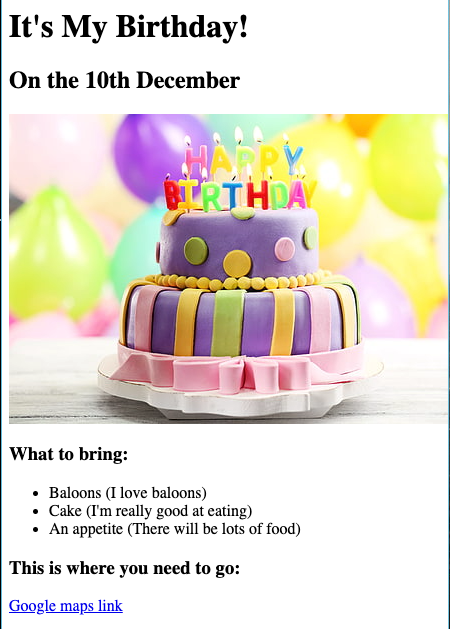 It's My Birthday!
On the 10th December
HAPPY
BIRTHDAY
What to bring:
Baloons (I love baloons)
Cake (I'm really good at eating)
An appetite (There will be lots of food)
This is where you need to go:
Google maps link